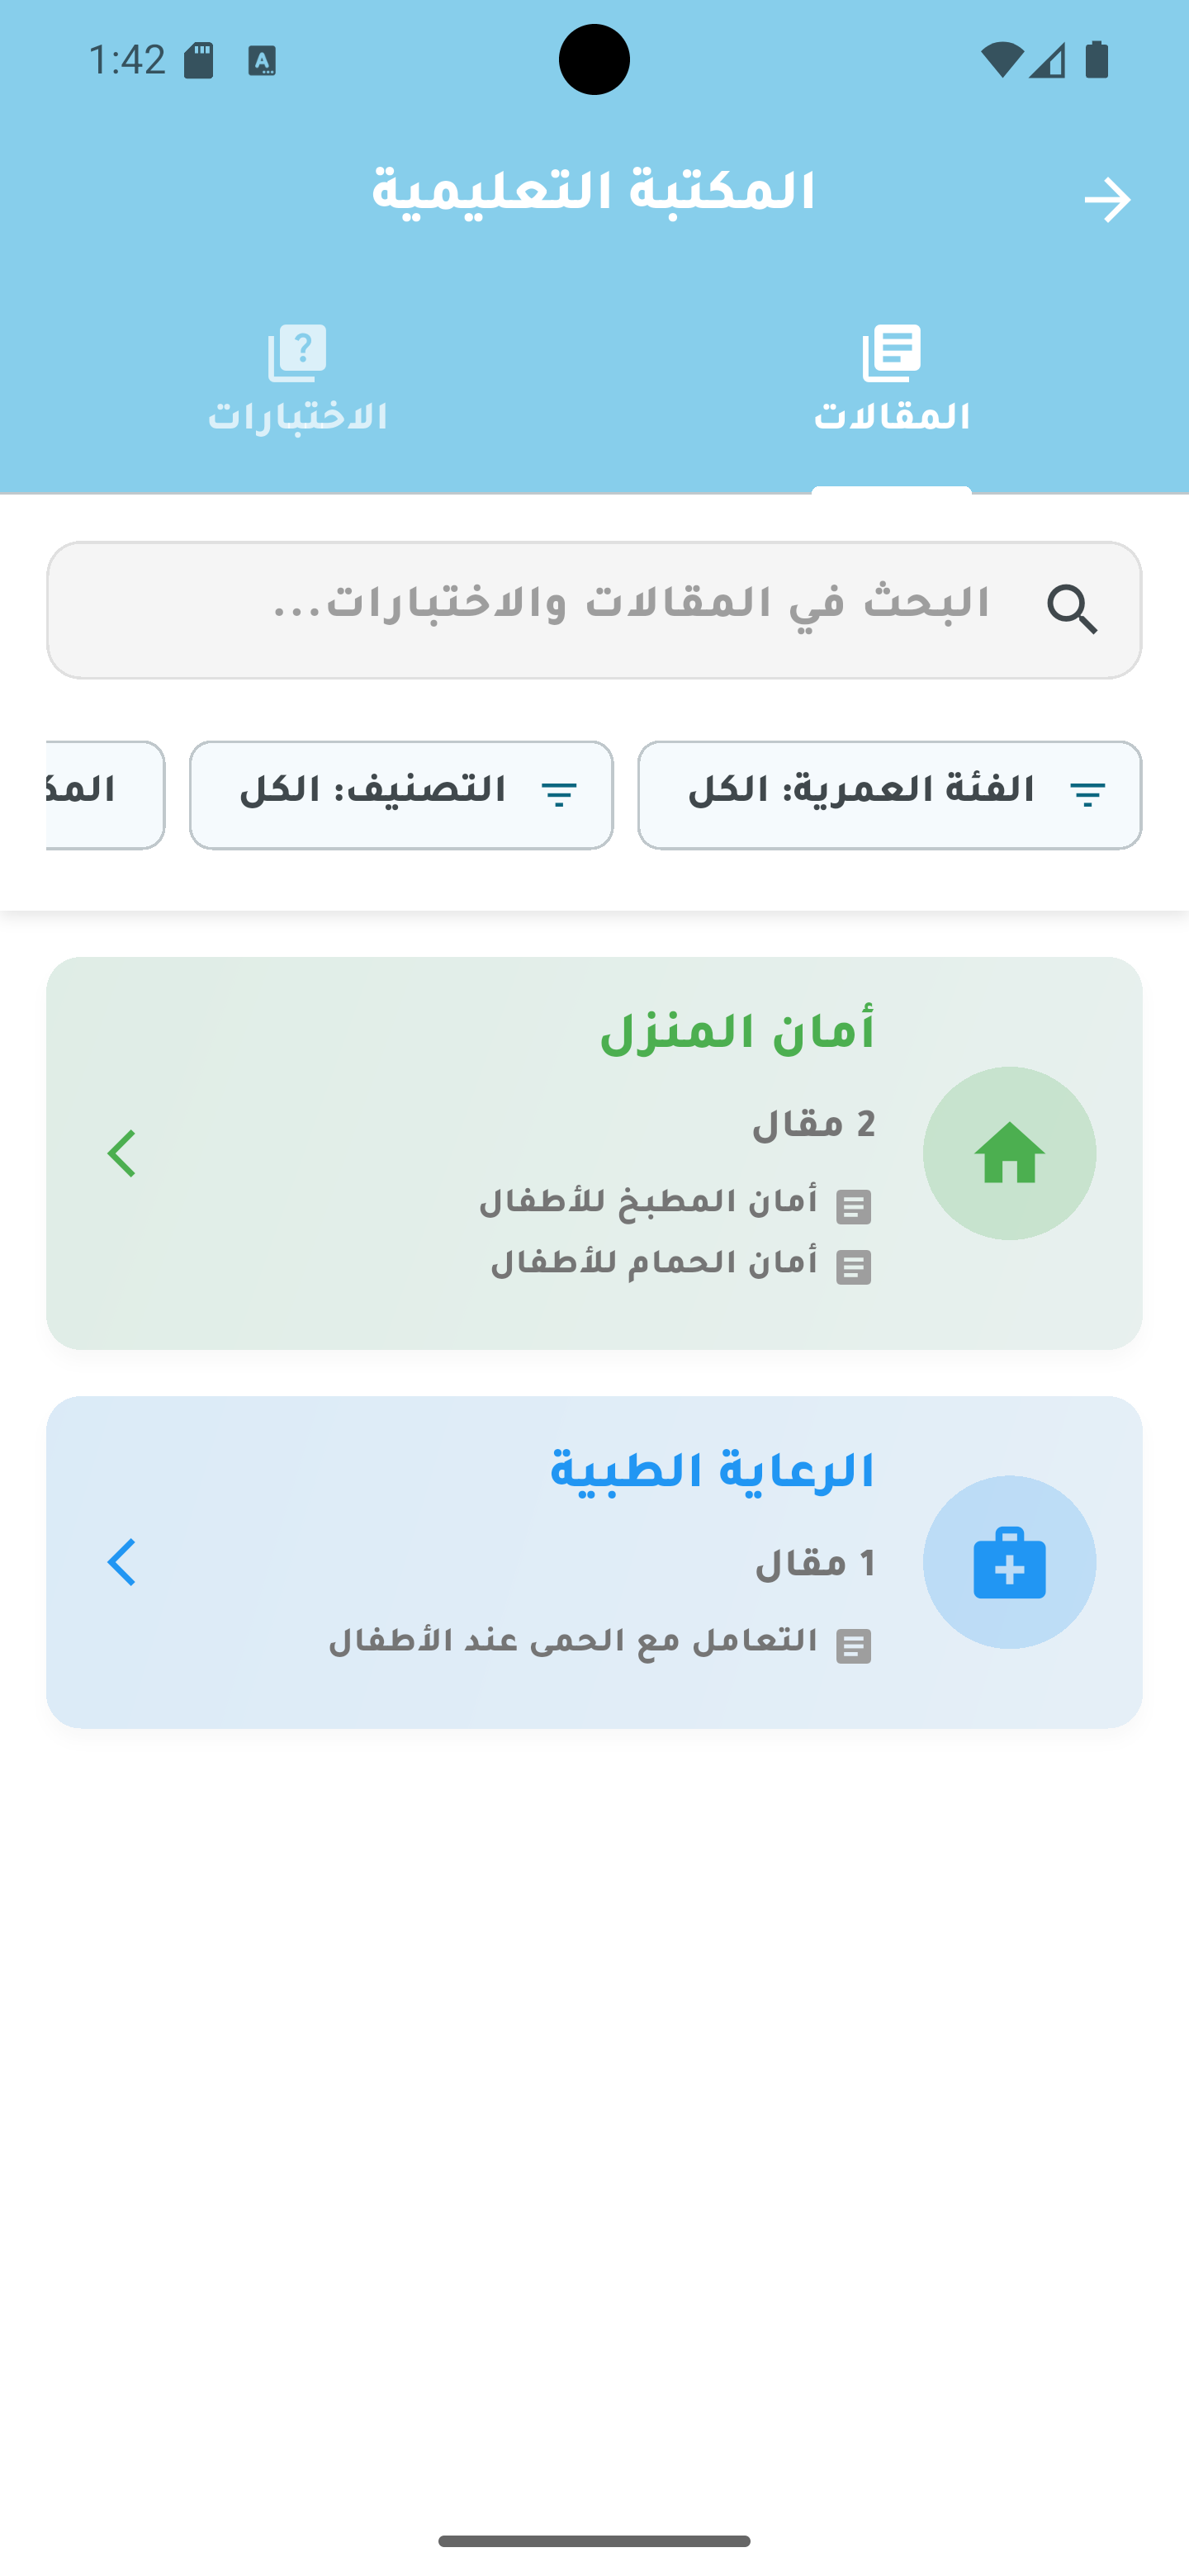 1:42
المكتبة التعليمية
المقالات
الاختبارات
البحث في المقالات والاختبارات...
الفئة العمرية: الكل
التصنيف: الكل
أمان المنزل
2 مقال
أمان المطبخ للأطفال
أمان الحمام للأطفال
الرعاية الطبية
1 مقال
التعامل مع الحمى عند الأطفال